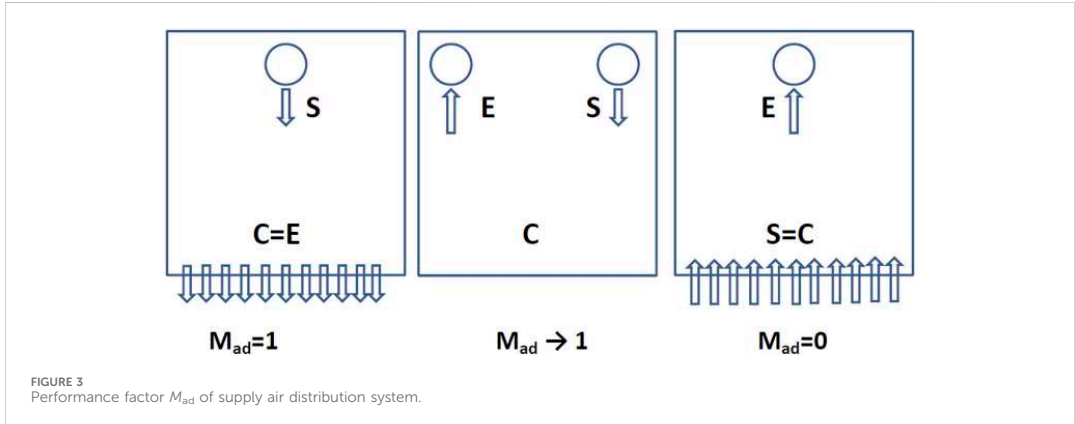 S
E
S
E
C=E
C
S=C
Mad=1
Mad → 1
Mad=0
FIGURE 3
Performance factor Mad of supply air distribution system.